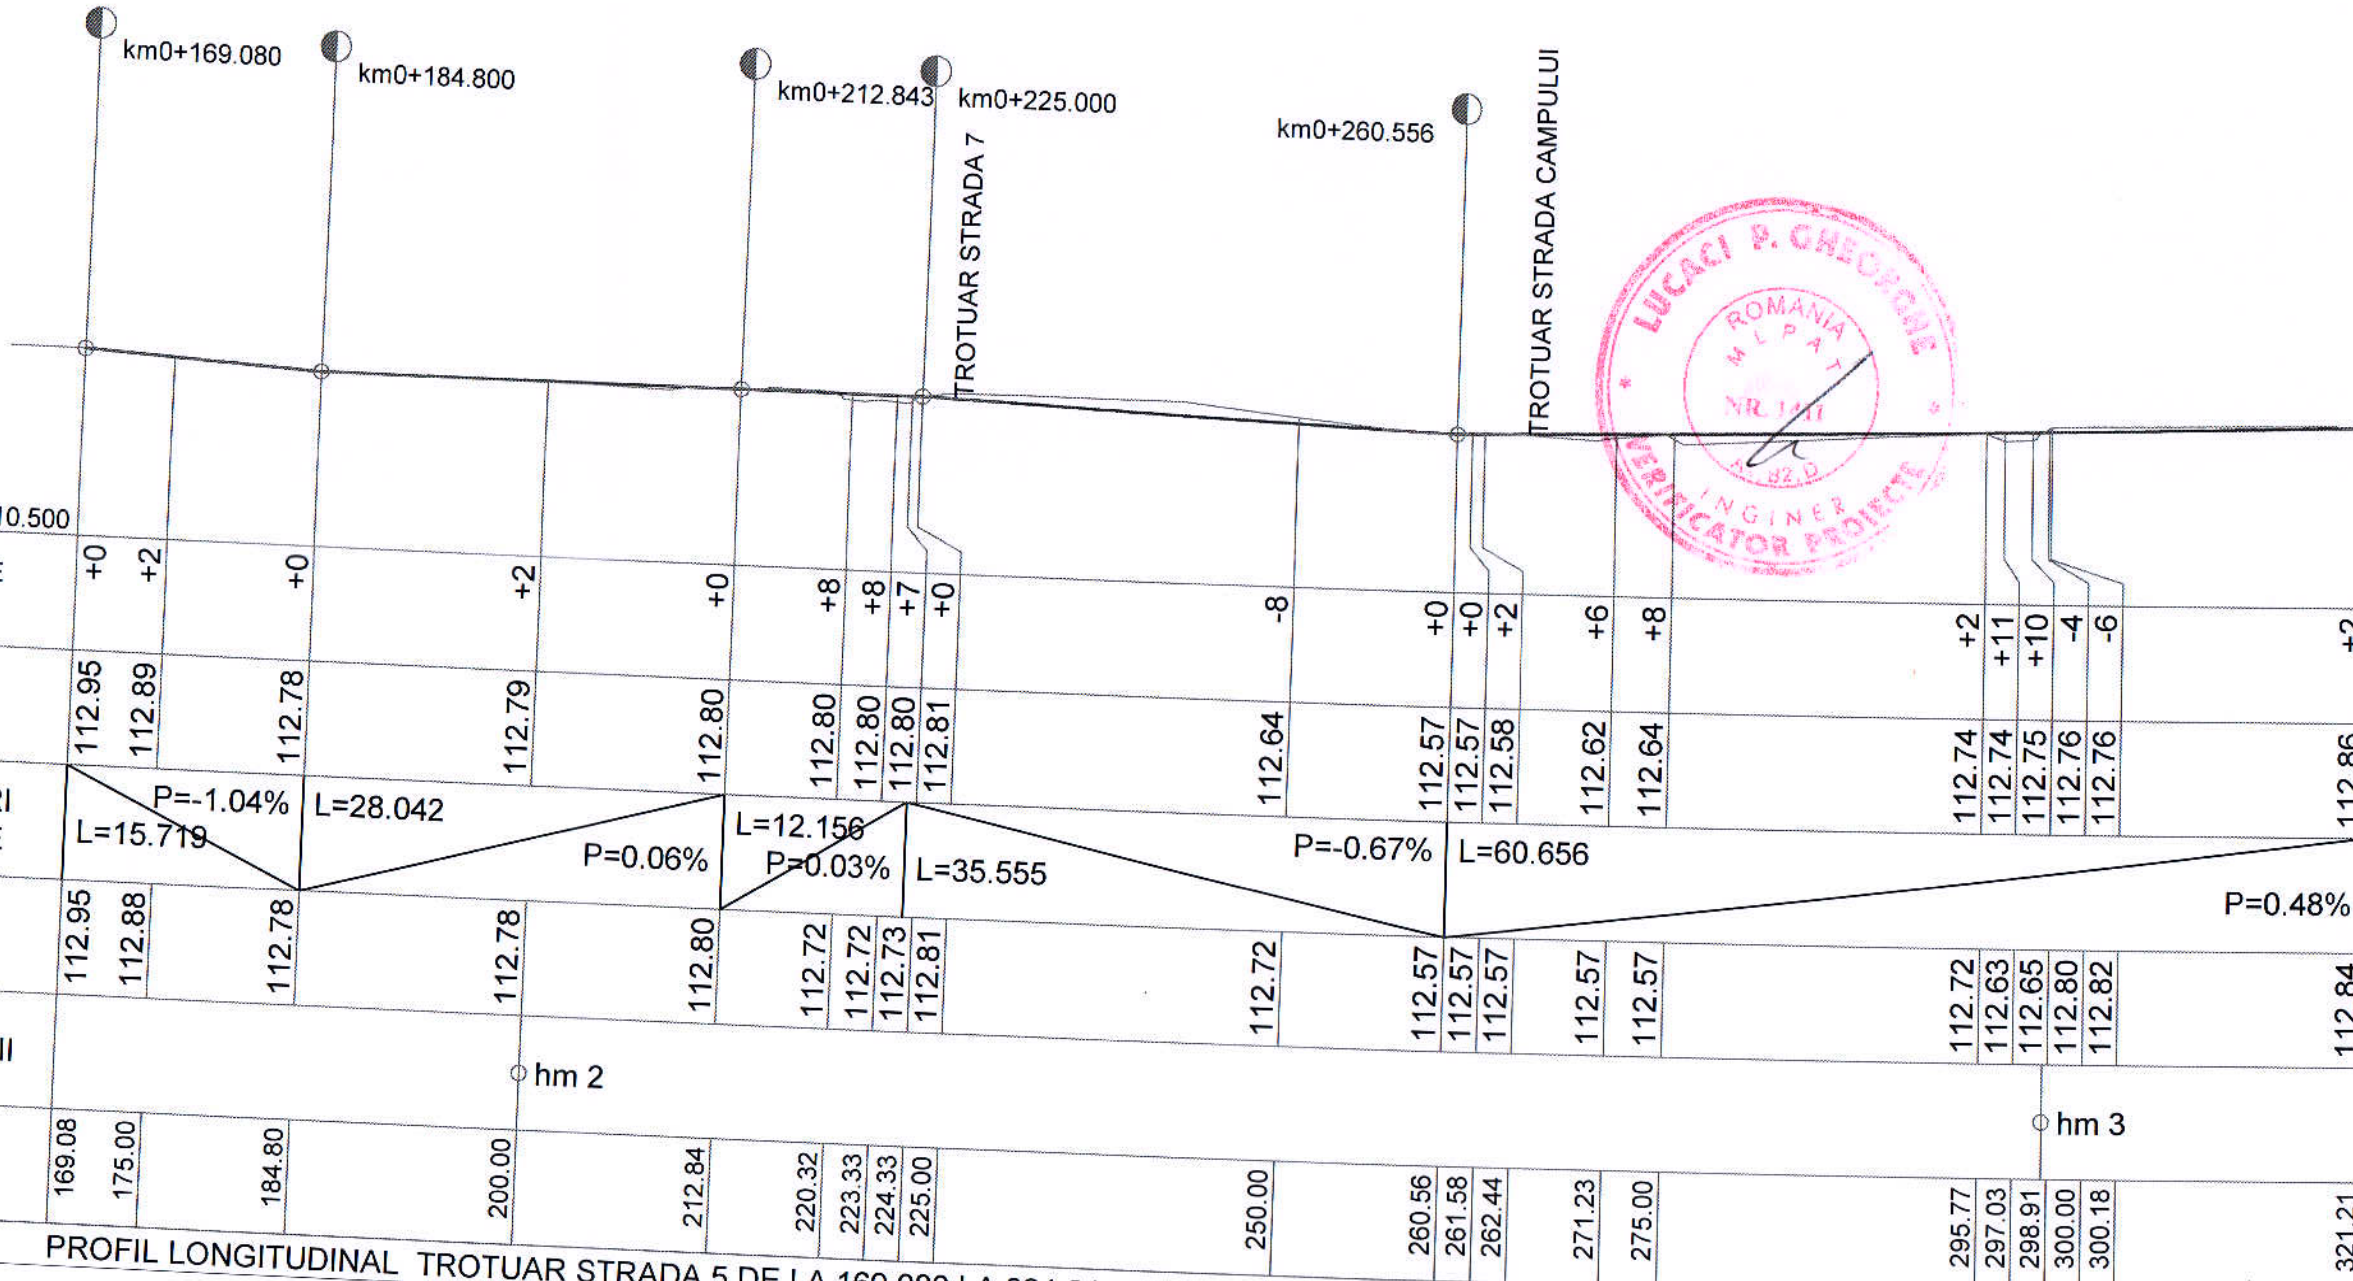 km0+169.080
km0+184.800
km0+212.843
km0+225.000
km0+260.556
TROTUAR STRADA 7
TROTUAR STRADA CAMPULUI
LUCACI P. GHEORGHE
ROMANIA
M L P A T
B2,D
INGINER
VERIFICATOR PROIECTE
0.500
+0 +2 +0 +2 +0 +8 +8 +7 +0 -8 +0 +0 +2 +6 +8 +2 +11 +10 -4 -6
112.95 112.89 112.78 112.79 112.80 112.80 112.80 112.80 112.81 112.64 112.57 112.57 112.58 112.62 112.64 112.74 112.74 112.75 112.76 112.76 112.86
P=-1.04% L=28.042 L=12.156 P=-0.67% L=60.656
L=15.719 P=0.06% P=0.03% L=35.555 P=0.48%
112.95 112.88 112.78 112.78 112.80 112.72 112.72 112.73 112.81 112.72 112.57 112.57 112.57 112.57 112.57 112.72 112.63 112.65 112.80 112.82 112.84
hm 2
hm 3
169.08 175.00 184.80 200.00 212.84 220.32 223.33 224.33 225.00 250.00 260.56 261.58 262.44 271.23 275.00 295.77 297.03 298.91 300.00 300.18 321.21
PROFIL LONGITUDINAL TROTUAR STRADA 5 DE LA